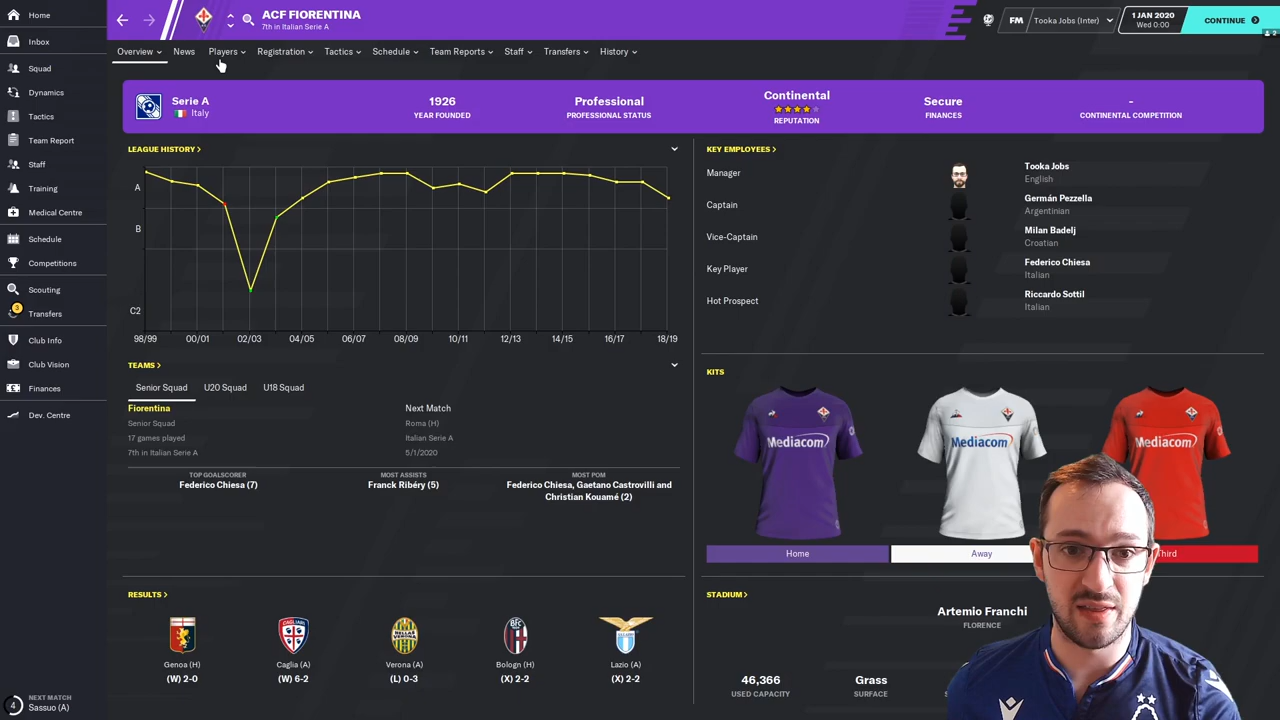 Home
Inbox
Squad
Dynamics
Tactics
Team Report
Staff
Training
Medical Centre
Schedule
Competitions
Scouting
3
Transfers
Club Info
Club Vision
Finances
Dev. Centre
4
NEXT MATCH
Sassuo (A)
ACF FIORENTINA
7th in Italian Serie A
FM
Tooka Jobs (Inter)
1 JAN 2020
Wed 0:00
CONTINUE
2
Overview
News
Players
Registration
Tactics
Schedule
Team Reports
Staff
Transfers
History
Serie A
Italy
1926
YEAR FOUNDED
Professional
PROFESSIONAL STATUS
Continental
REPUTATION
Secure
FINANCES
-
CONTINENTAL COMPETITION
LEAGUE HISTORY >
A
B
C2
98/99 00/01 02/03 04/05 06/07 08/09 10/11 12/13 14/15 16/17 18/19
TEAMS >
Senior Squad U20 Squad U18 Squad
Fiorentina
Senior Squad
17 games played
7th in Italian Serie A
Next Match
Roma (H)
Italian Serie A
5/1/2020
TOP GOALSCORER
Federico Chiesa (7)
MOST ASSISTS
Franck Ribéry (5)
MOST POM
Federico Chiesa, Gaetano Castrovilli and
Christian Kouamé (2)
RESULTS >
Genoa (H)
(W) 2-0
Caglia (A)
(W) 6-2
Verona (A)
(L) 0-3
Bologn (H)
(X) 2-2
Lazio (A)
(X) 2-2
KEY EMPLOYEES >
Manager
Tooka Jobs
English
Captain
Germán Pezzella
Argentinian
Vice-Captain
Milan Badelj
Croatian
Key Player
Federico Chiesa
Italian
Hot Prospect
Riccardo Sottil
Italian
KITS
Mediacom
Mediacom
Mediacom
Home
Away
Third
STADIUM >
Artemio Franchi
FLORENCE
46,366
USED CAPACITY
Grass
SURFACE